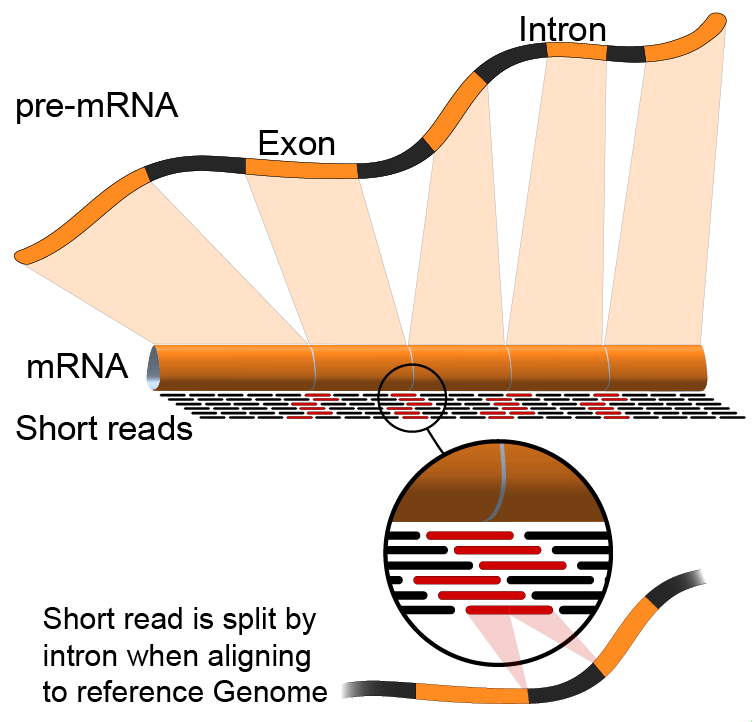 Intron
pre-mRNA
Exon
mRNA
Short reads
Short read is split by
intron when aligning
to reference Genome